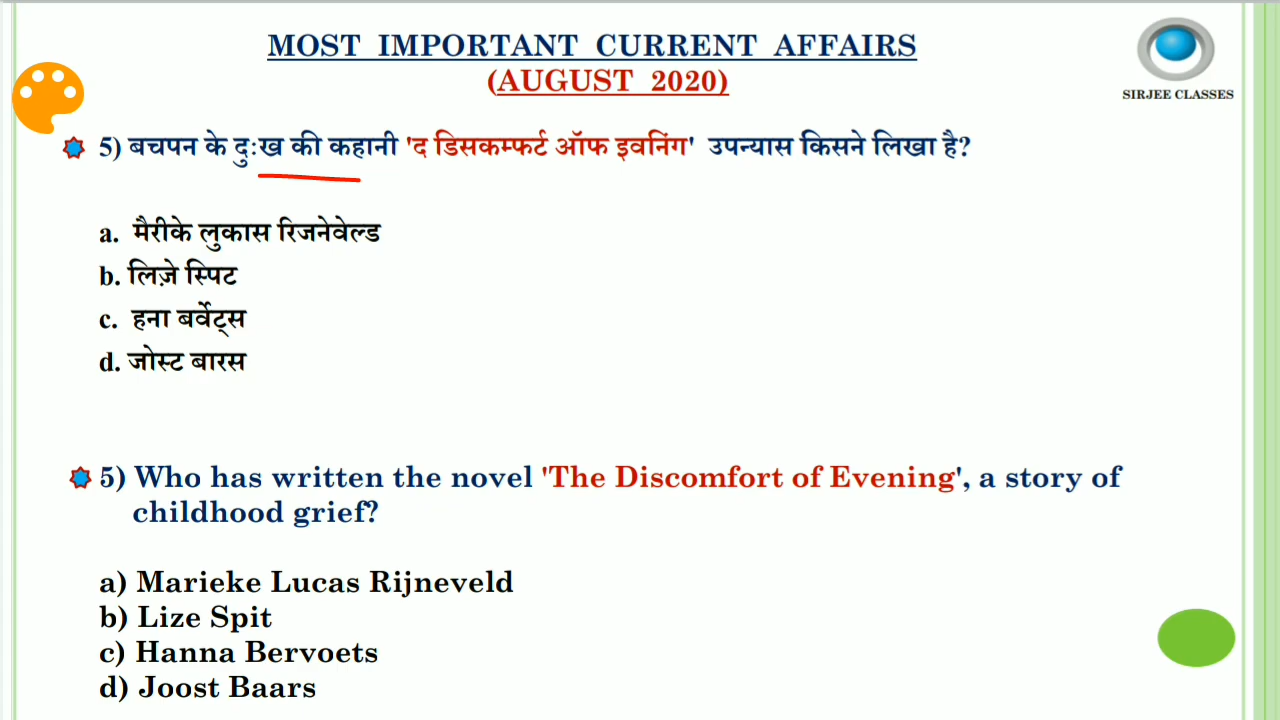 MOST IMPORTANT CURRENT AFFAIRS
(AUGUST 2020)
SIRJEE CLASSES
5) बचपन के दुःख की कहानी 'द डिसकम्फर्ट ऑफ इवनिंग' उपन्यास किसने लिखा है?
a. मैरीके लुकास रिजनेवेल्ड
b. लिज़े स्पिट
c. हना बर्वेट्स
d. जोस्ट बारस
5) Who has written the novel 'The Discomfort of Evening', a story of
childhood grief?
a) Marieke Lucas Rijneveld
b) Lize Spit
c) Hanna Bervoets
d) Joost Baars